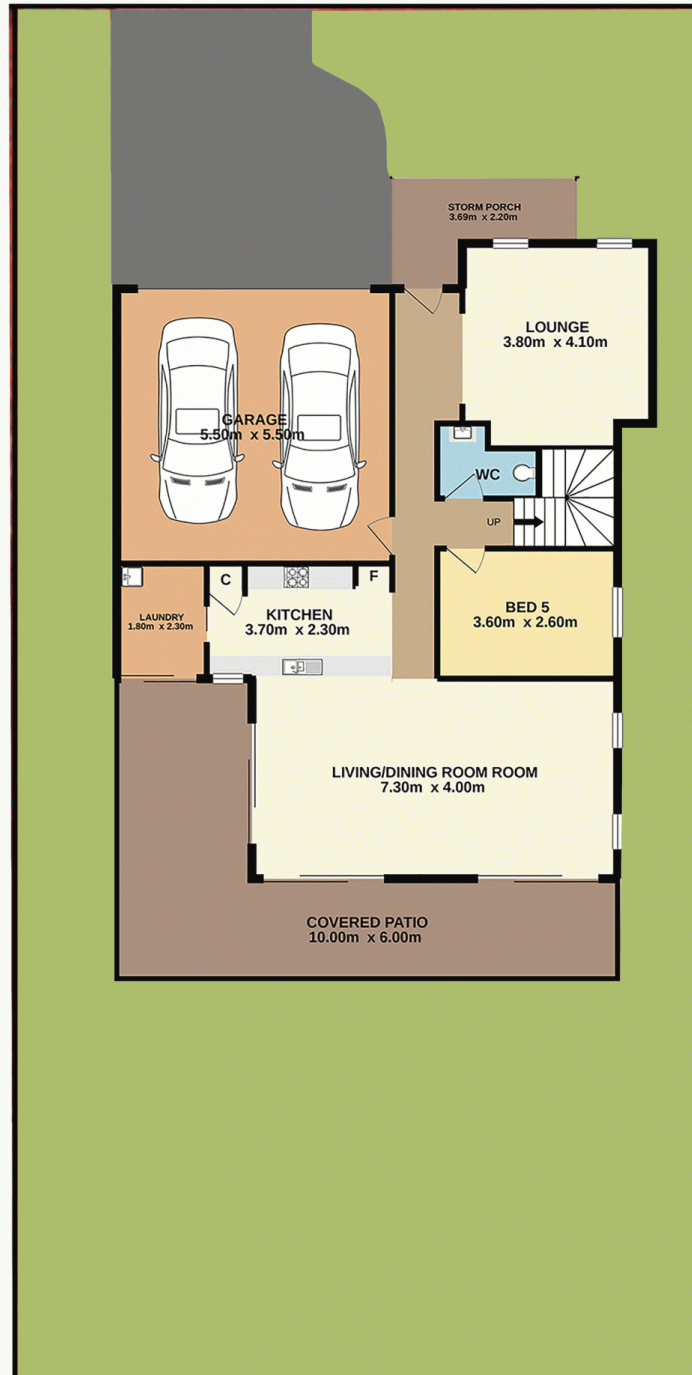 STORM PORCH
3.69m x 2.20m
LOUNGE
3.80m x 4.10m
GARAGE
5.50m x 5.50m
WC
UP
C
F
KITCHEN
3.70m x 2.30m
LAUNDRY
1.80m x 2.30m
BED 5
3.60m x 2.60m
LIVING/DINING ROOM ROOM
7.30m x 4.00m
COVERED PATIO
10.00m x 6.00m